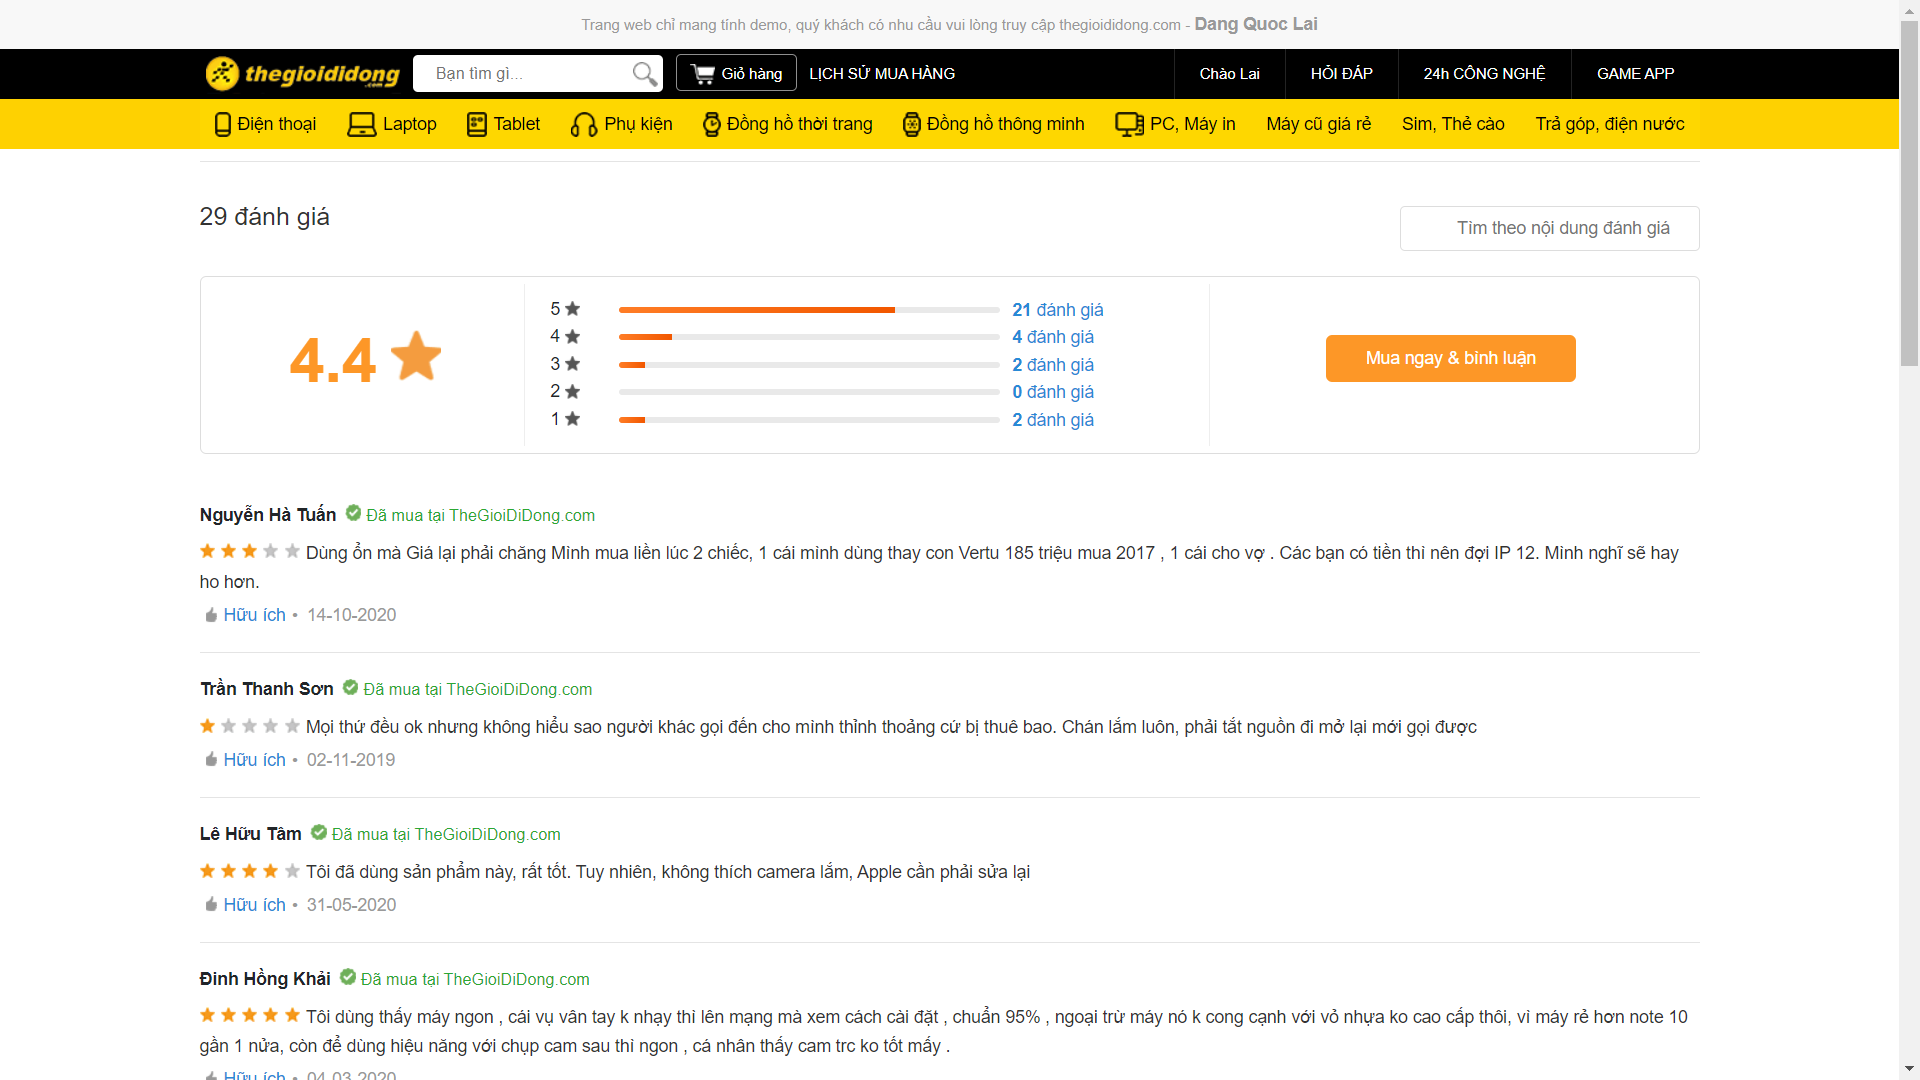 Trang web chỉ mang tính demo, quý khách có nhu cầu vui lòng truy cập thegioididong.com - Dang Quoc Lai
thegioididong.com Bạn tìm gì... Giỏ hàng LỊCH SỬ MUA HÀNG Chào Lai HỎI ĐÁP 24h CÔNG NGHỆ GAME APP
Điện thoại Laptop Tablet Phụ kiện Đồng hồ thời trang Đồng hồ thông minh PC, Máy in Máy cũ giá rẻ Sim, Thẻ cào Trả góp, điện nước
29 đánh giá
Tìm theo nội dung đánh giá
4.4
5 21 đánh giá
4 4 đánh giá
3 2 đánh giá
2 0 đánh giá
1 2 đánh giá
Mua ngay & bình luận
Nguyễn Hà Tuấn Đã mua tại TheGioiDiDong.com
Dùng ổn mà Giá lại phải chăng Mình mua liền lúc 2 chiếc, 1 cái mình dùng thay con Vertu 185 triệu mua 2017 , 1 cái cho vợ . Các bạn có tiền thì nên đợi IP 12. Mình nghĩ sẽ hay
ho hơn.
Hữu ích • 14-10-2020
Trần Thanh Sơn Đã mua tại TheGioiDiDong.com
Mọi thứ đều ok nhưng không hiểu sao người khác gọi đến cho mình thỉnh thoảng cứ bị thuê bao. Chán lắm luôn, phải tắt nguồn đi mở lại mới gọi được
Hữu ích • 02-11-2019
Lê Hữu Tâm Đã mua tại TheGioiDiDong.com
Tôi đã dùng sản phẩm này, rất tốt. Tuy nhiên, không thích camera lắm, Apple cần phải sửa lại
Hữu ích • 31-05-2020
Đinh Hồng Khải Đã mua tại TheGioiDiDong.com
Tôi dùng thấy máy ngon , cái vụ vân tay k nhạy thì lên mạng mà xem cách cài đặt , chuẩn 95% , ngoại trừ máy nó k cong cạnh với vỏ nhựa ko cao cấp thôi, vì máy rẻ hơn note 10
gần 1 nửa, còn để dùng hiệu năng với chụp cam sau thì ngon , cá nhân thấy cam trc ko tốt mấy .
Hữu ích • 04-03-2020